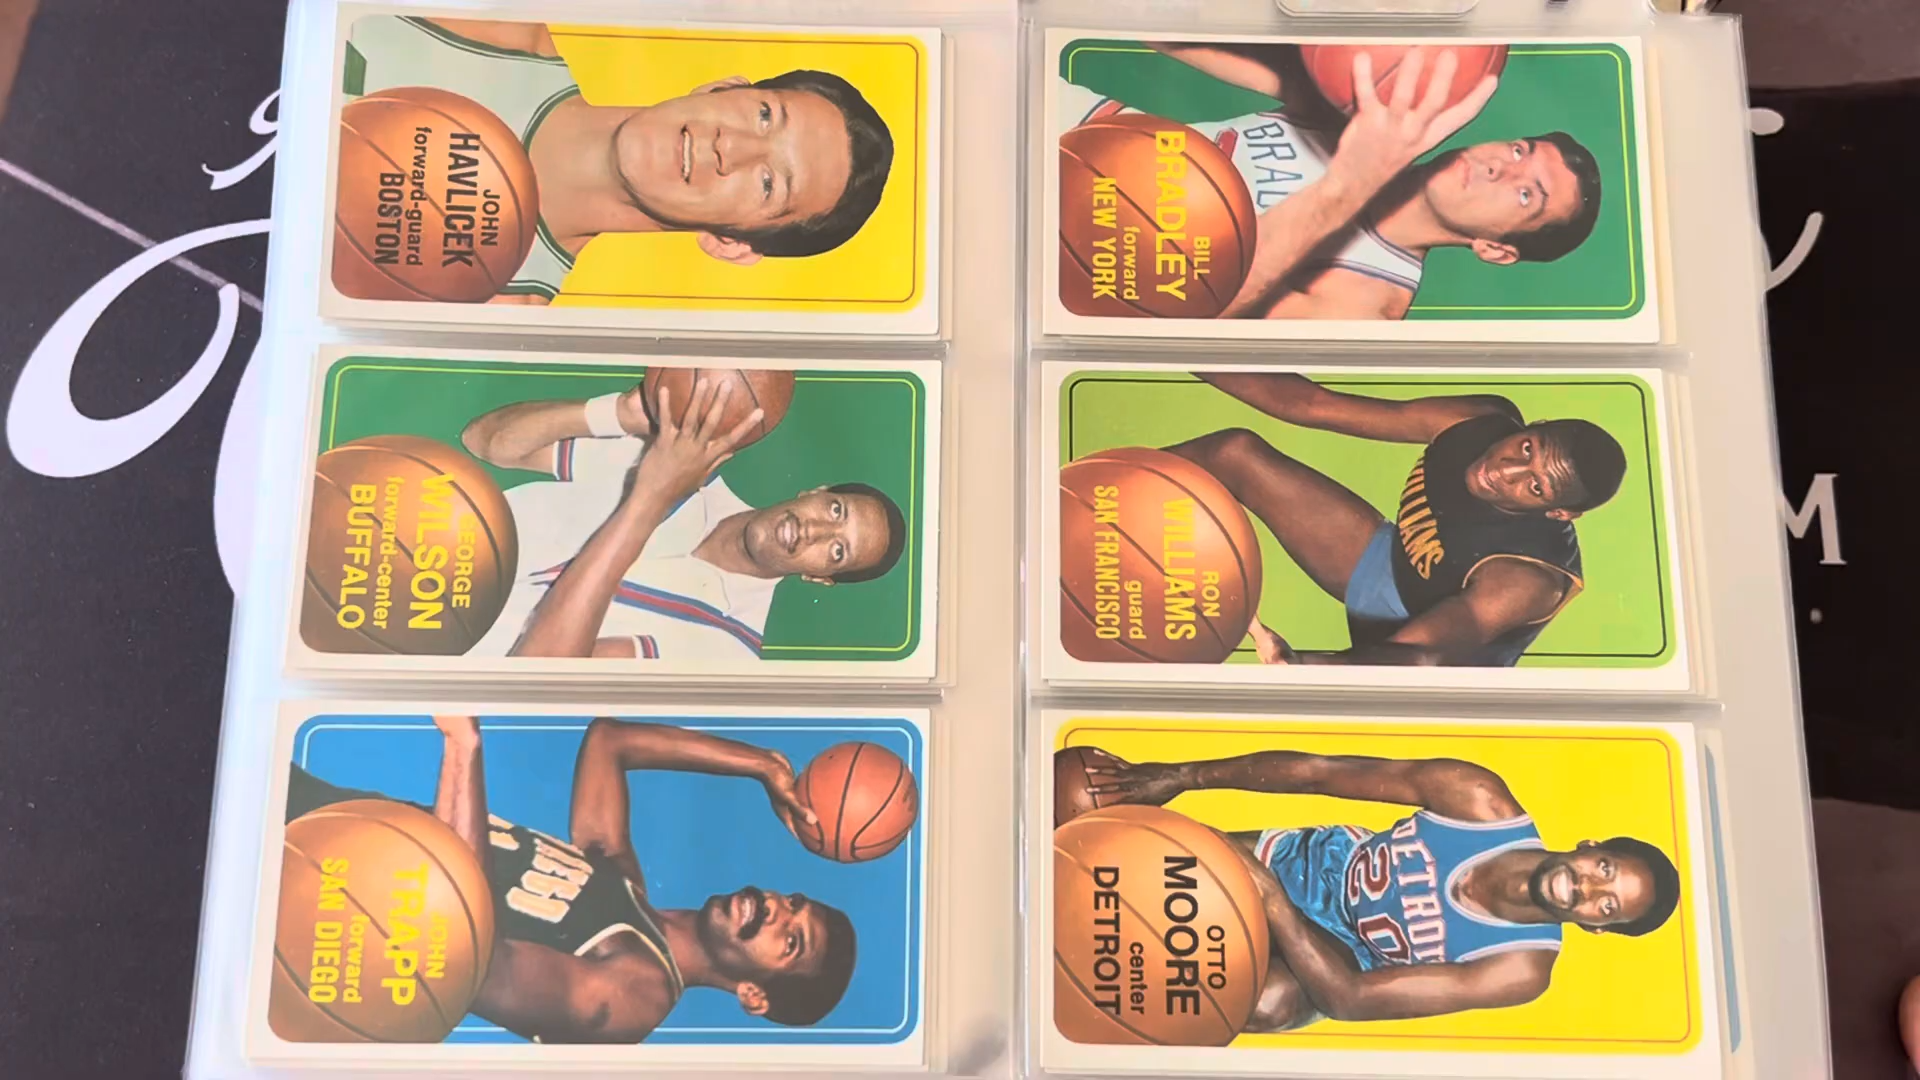 JOHN
HAVLICEK
forward-guard
BOSTON
BRAD
BILL
BRADLEY
forward
NEW YORK
GEORGE
WILSON
forward-center
BUFFALO
WILLIAMS
RON
WILLIAMS
guard
SAN FRANCISCO
JOHN
TRAPP
forward
SAN DIEGO
DETROIT
20
OTTO
MOORE
center
DETROIT
M